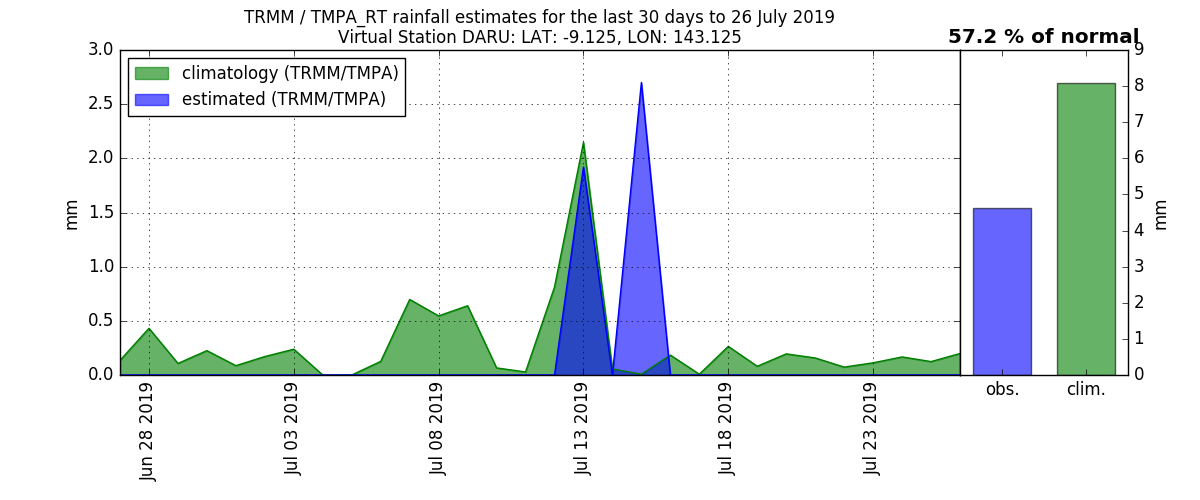 TRMM / TMPA_RT rainfall estimates for the last 30 days to 26 July 2019
Virtual Station DARU: LAT: -9.125, LON: 143.125
57.2 % of normal
climatology (TRMM/TMPA)
estimated (TRMM/TMPA)
3.0
2.5
2.0
1.5
1.0
0.5
0.0
mm
Jun 28 2019
Jul 03 2019
Jul 08 2019
Jul 13 2019
Jul 18 2019
Jul 23 2019
obs.
clim.
9
8
7
6
5
4
3
2
1
0
mm